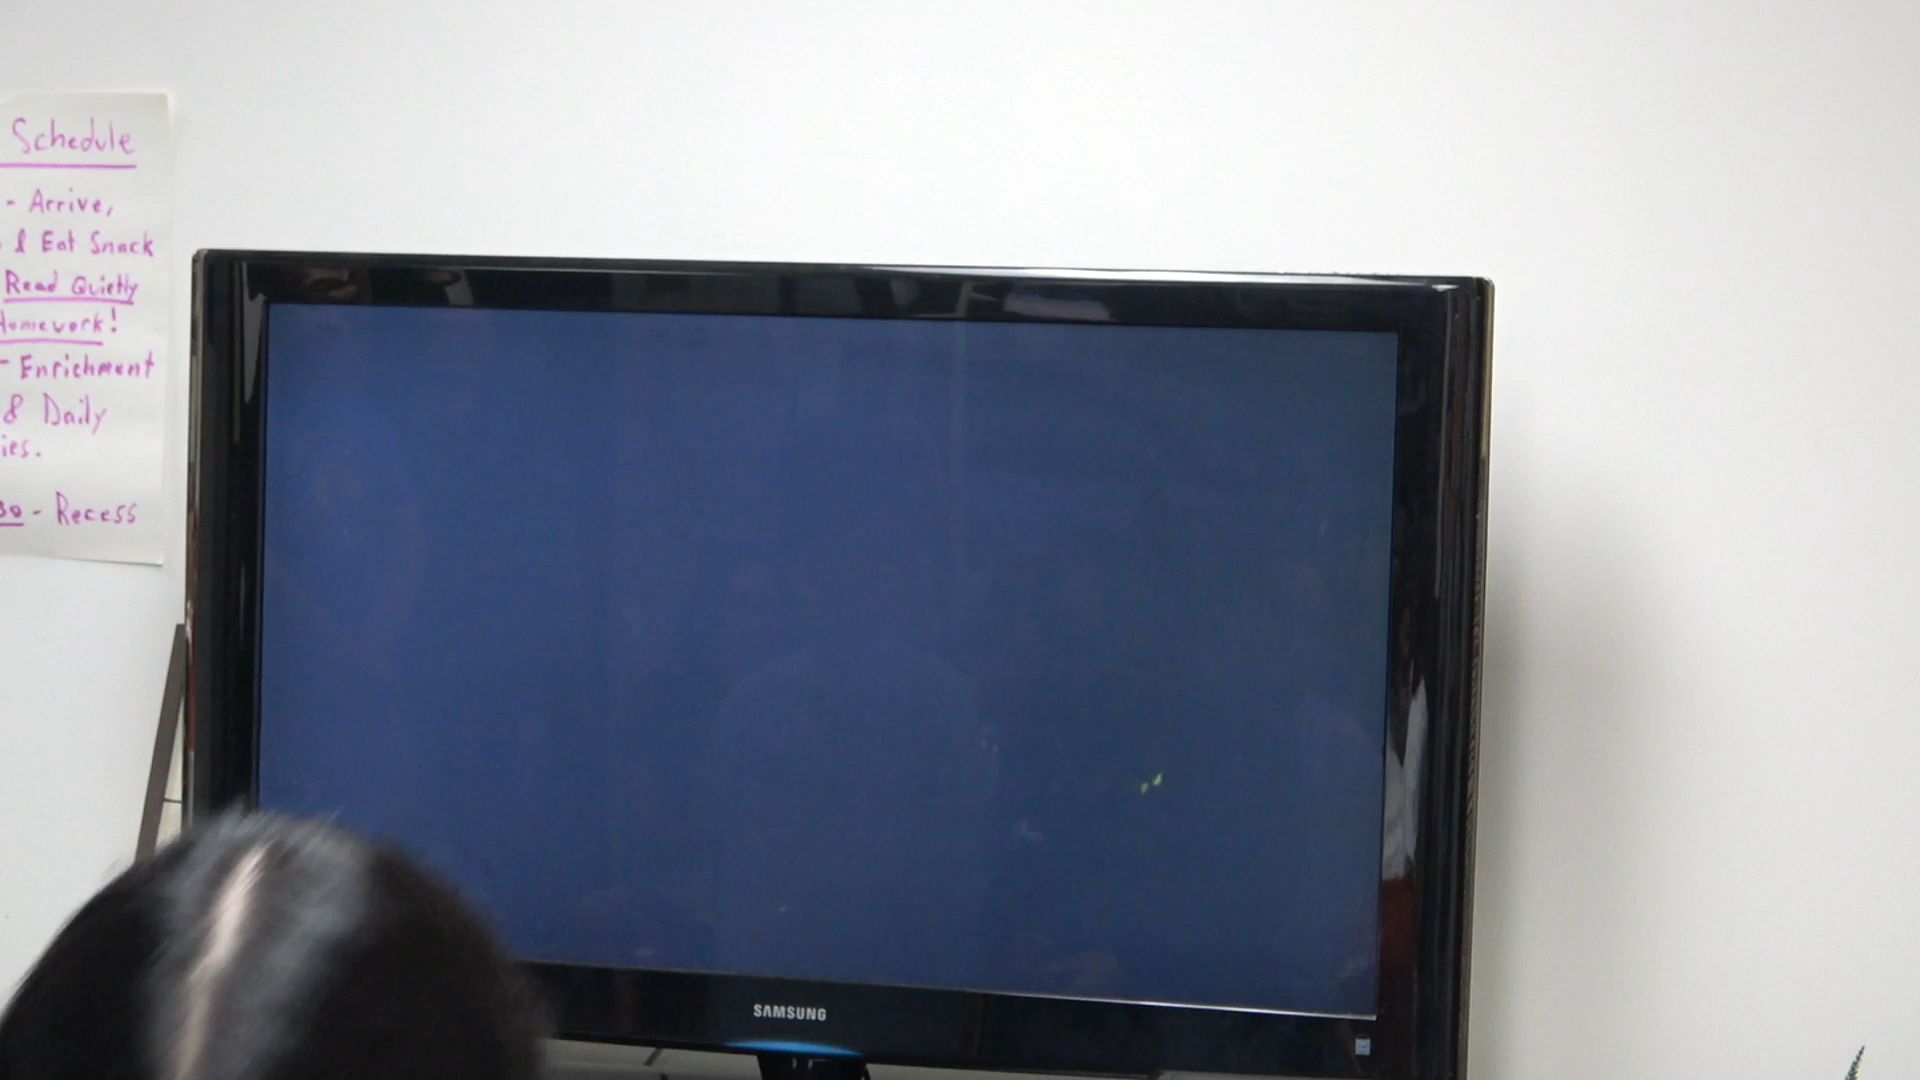 Schedule
- Arrive,
& Eat Snack
Read Quietly
Homework!
- Enrichment
& Daily
ies.
30 - Recess
SAMSUNG